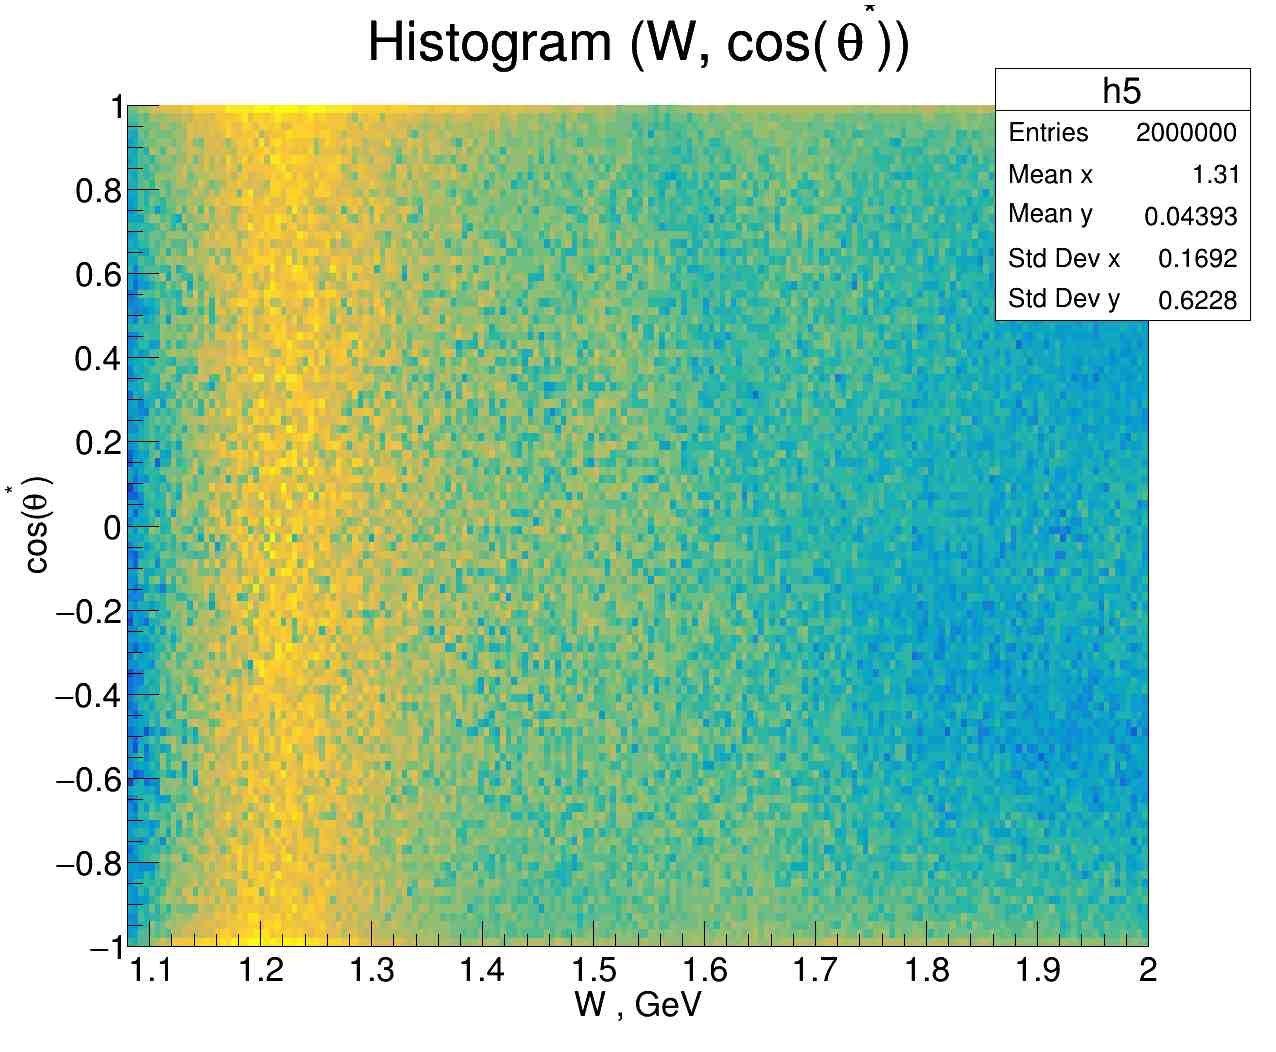 Histogram (W, cos(θ*))
h5
Entries 2000000
Mean x 1.31
Mean y 0.04393
Std Dev x 0.1692
Std Dev y 0.6228
1
0.8
0.6
0.4
0.2
0
−0.2
−0.4
−0.6
−0.8
−1
cos(θ*)
1.1 1.2 1.3 1.4 1.5 1.6 1.7 1.8 1.9 2
W , GeV